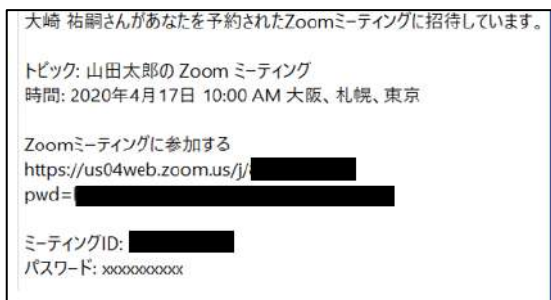 大崎 祐嗣さんがあなたを予約されたZoomミーティングに招待しています。
トピック: 山田太郎の Zoom ミーティング
時間: 2020年4月17日 10:00 AM 大阪、札幌、東京
Zoomミーティングに参加する
https://us04web.zoom.us/j/
pwd=
ミーティングID:
パスワード: xxxxxxxxxx